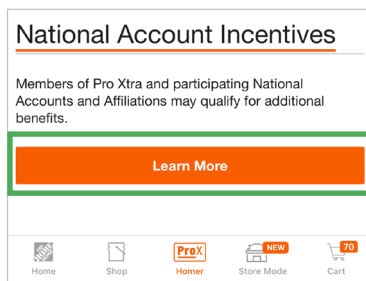 National Account Incentives
Members of Pro Xtra and participating National
Accounts and Affiliations may qualify for additional
benefits.
Learn More
ProX NEW 70
Home Shop Homer Store Mode Cart